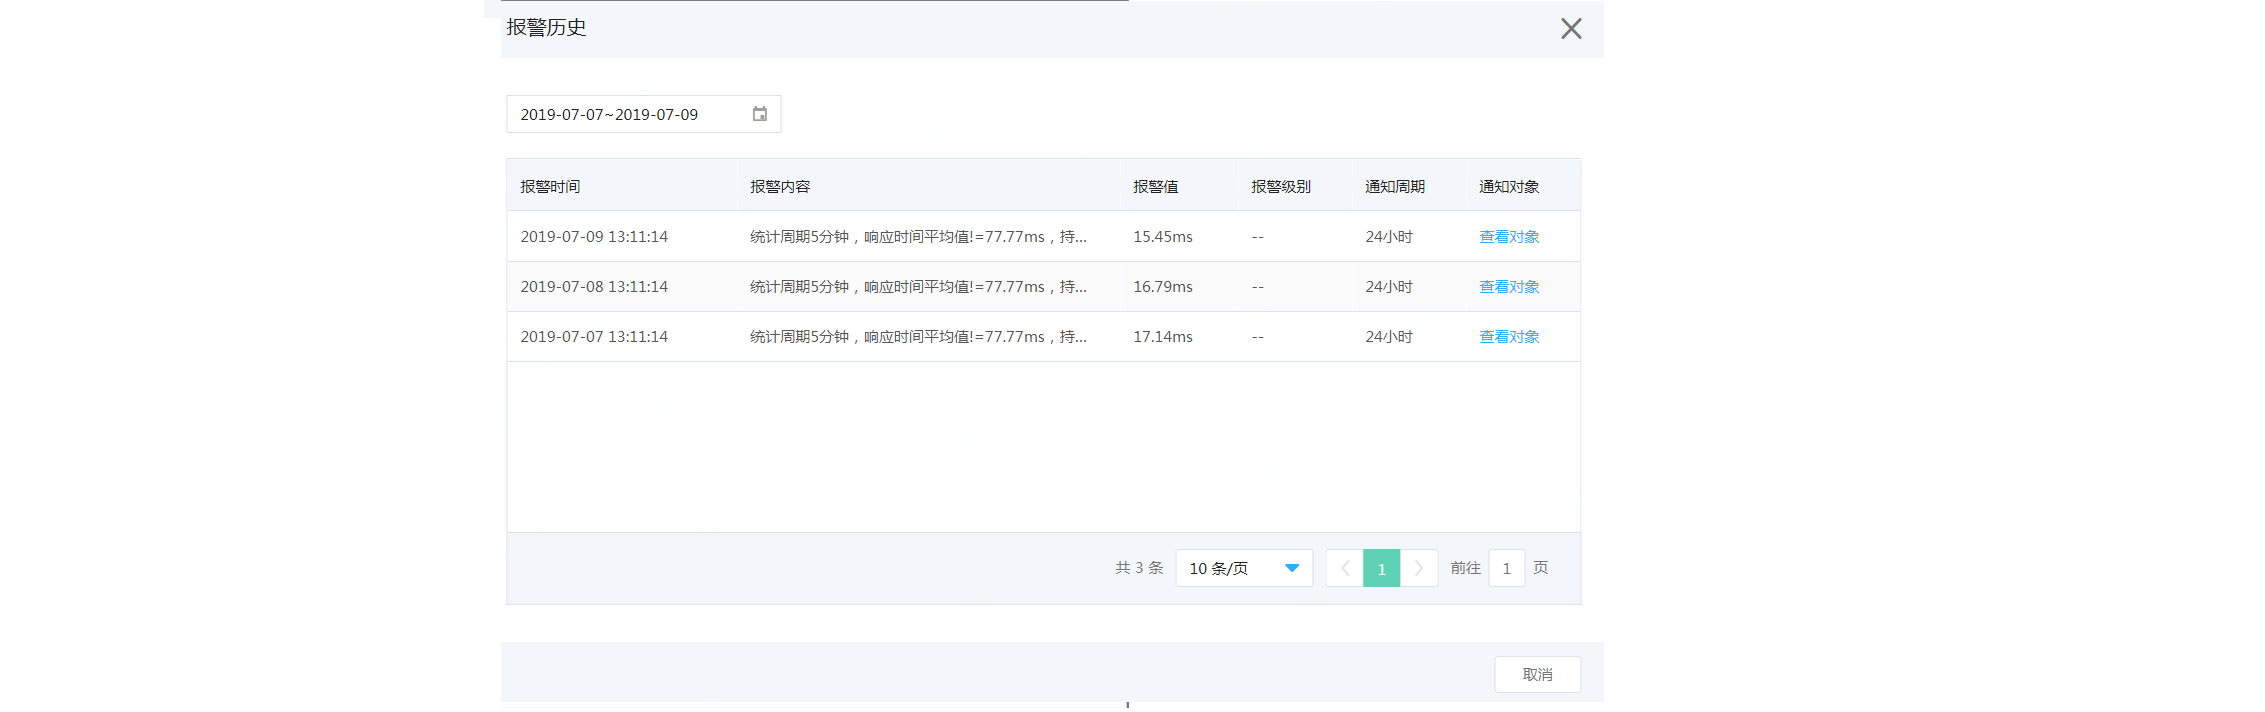 报警历史
2019-07-07~2019-07-09
报警时间 报警内容 报警值 报警级别 通知周期 通知对象
2019-07-09 13:11:14 统计周期5分钟，响应时间平均值!=77.77ms，持... 15.45ms -- 24小时 查看对象
2019-07-08 13:11:14 统计周期5分钟，响应时间平均值!=77.77ms，持... 16.79ms -- 24小时 查看对象
2019-07-07 13:11:14 统计周期5分钟，响应时间平均值!=77.77ms，持... 17.14ms -- 24小时 查看对象
共 3 条 10 条/页 1 前往 1 页
取消